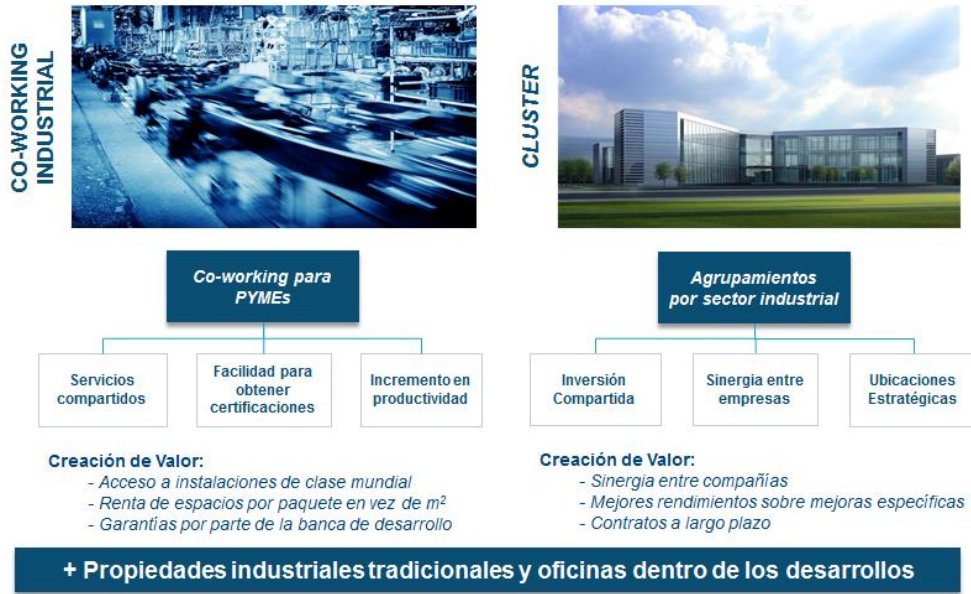 CO-WORKING
INDUSTRIAL
Co-working para
PYMEs
Servicios
compartidos
Facilidad para
obtener
certificaciones
Incremento en
productividad
Creación de Valor:
- Acceso a instalaciones de clase mundial
- Renta de espacios por paquete en vez de m²
- Garantías por parte de la banca de desarrollo
CLUSTER
Agrupamientos
por sector industrial
Inversión
Compartida
Sinergia entre
empresas
Ubicaciones
Estratégicas
Creación de Valor:
- Sinergia entre compañías
- Mejores rendimientos sobre mejoras específicas
- Contratos a largo plazo
+ Propiedades industriales tradicionales y oficinas dentro de los desarrollos